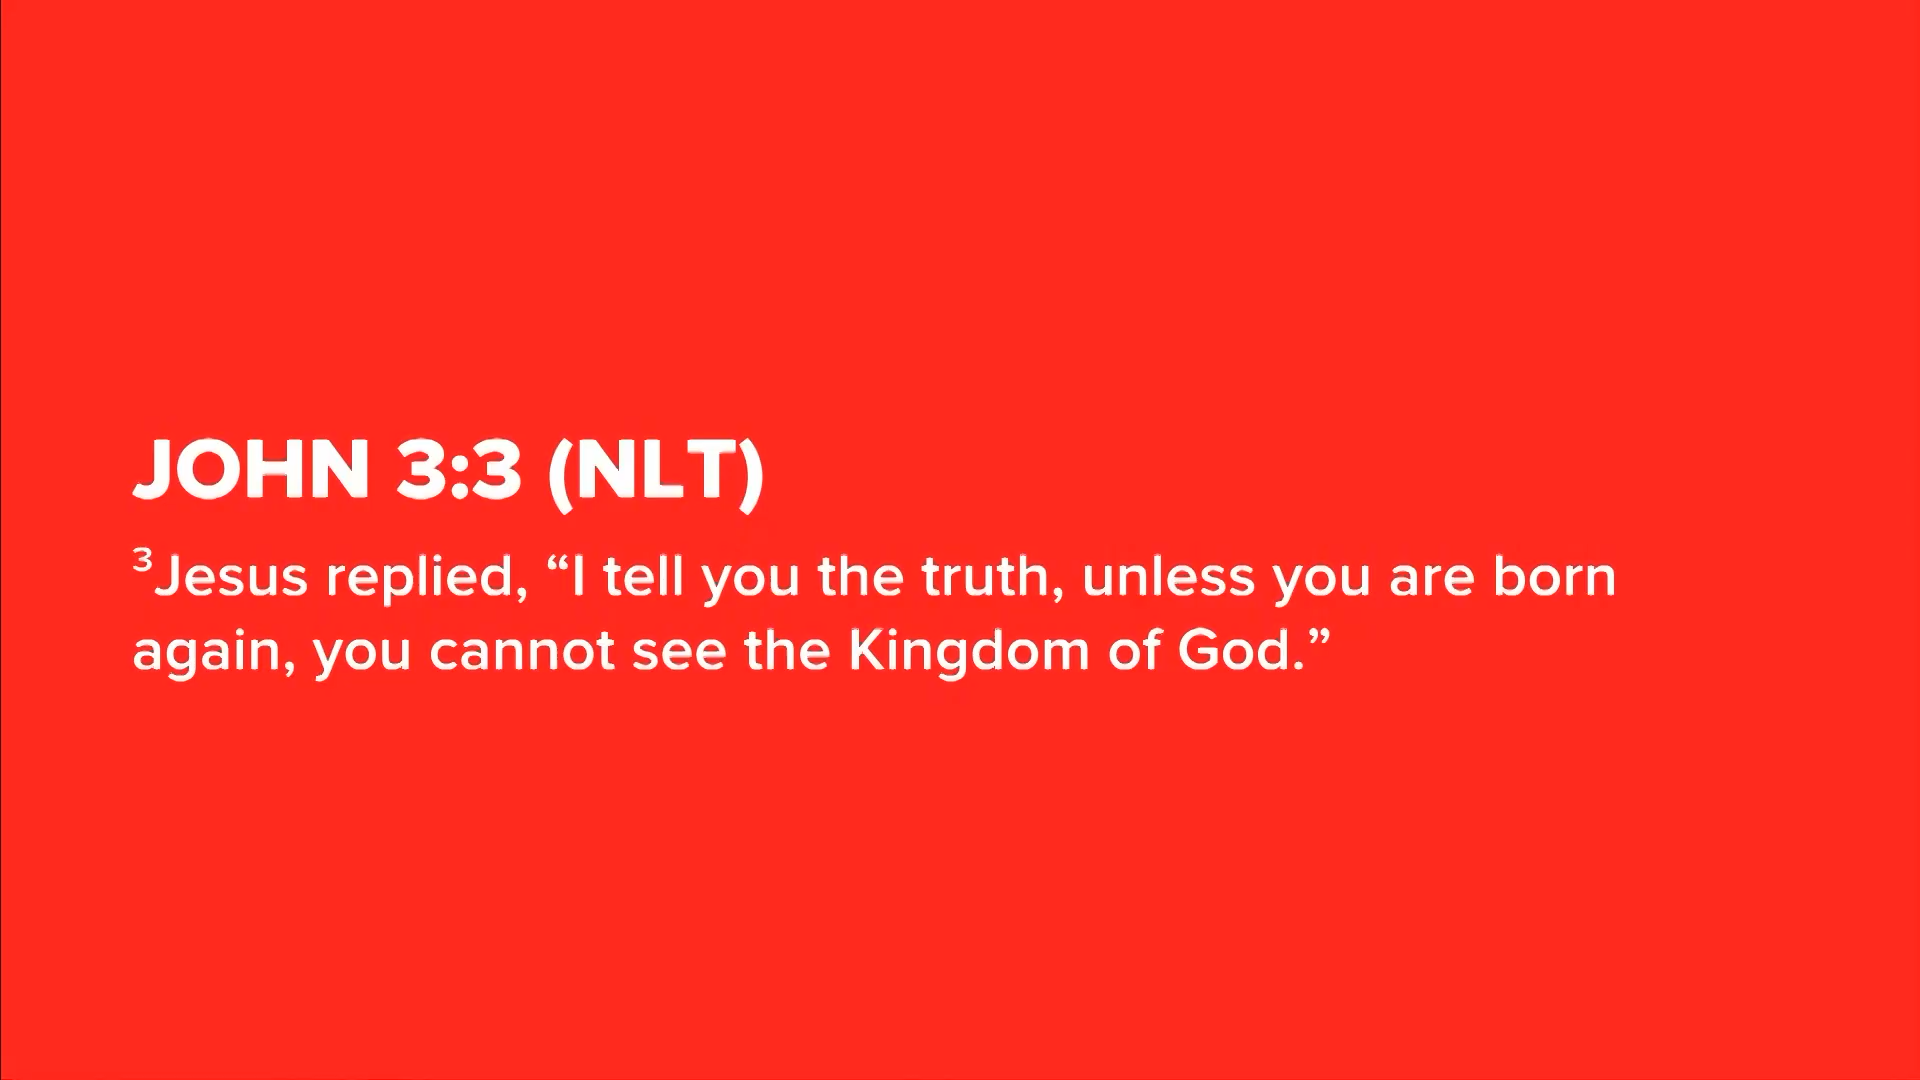 JOHN 3:3 (NLT)
³Jesus replied, “I tell you the truth, unless you are born
again, you cannot see the Kingdom of God.”